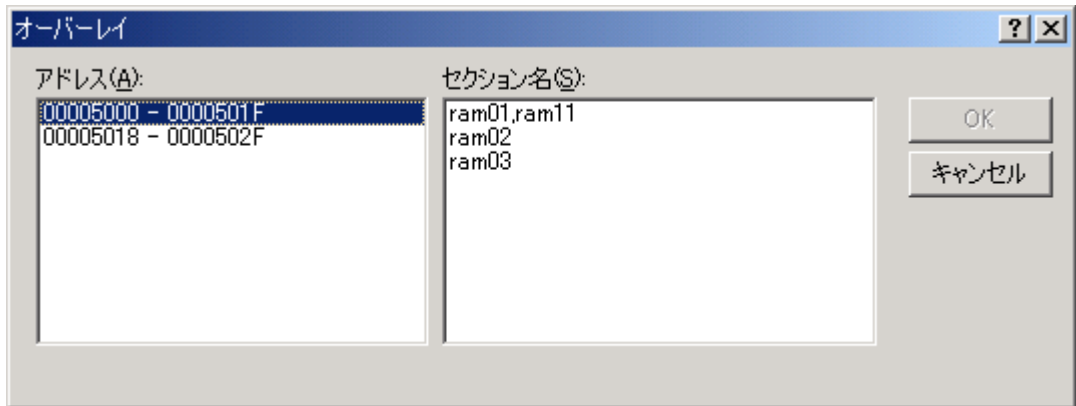 オーバーレイ
アドレス(A):
00005000 - 0000501F
00005018 - 0000502F
セクション名(S):
ram01,ram11
ram02
ram03
OK
キャンセル